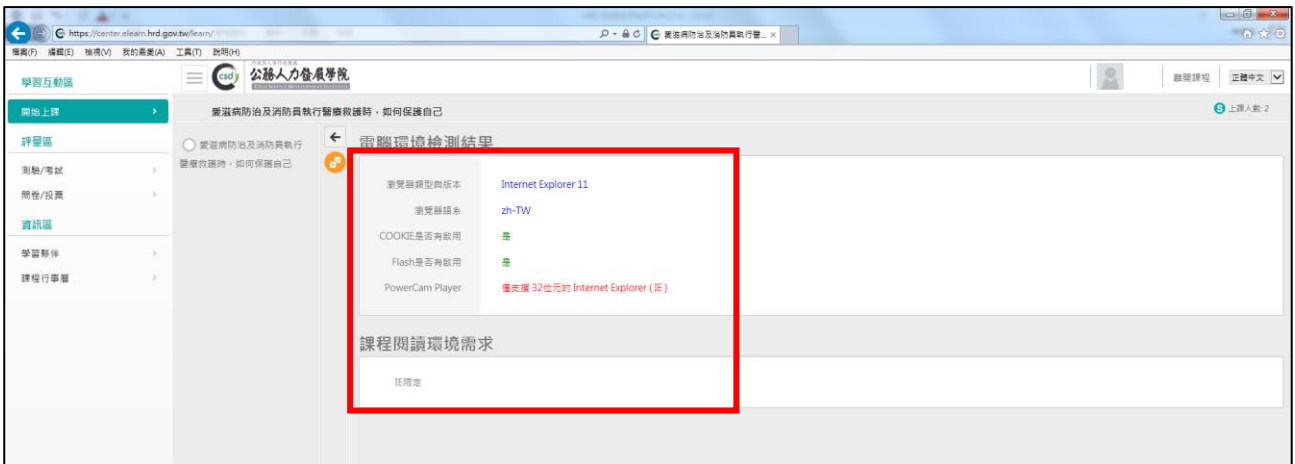 https://center.elearn.hrd.gov.tw/learn/
愛滋病防治及消防員執行醫... ×
檔案(F) 編輯(E) 檢視(V) 我的最愛(A) 工具(T) 說明(H)
學習互動區
csd
公務人力發展學院
離開課程
正體中文
開始上課
愛滋病防治及消防員執行醫療救護時,如何保護自己
上課人數: 2
評量區
測驗/考試
問卷/投票
資訊區
學習夥伴
課程行事曆
愛滋病防治及消防員執行
醫療救護時,如何保護自己
電腦環境檢測結果
瀏覽器類型與版本 Internet Explorer 11
瀏覽器語系 zh-TW
COOKIE是否有啟用 是
Flash是否有啟用 是
PowerCam Player 僅支援 32位元的 Internet Explorer ( IE )
課程閱讀環境需求
IE限定